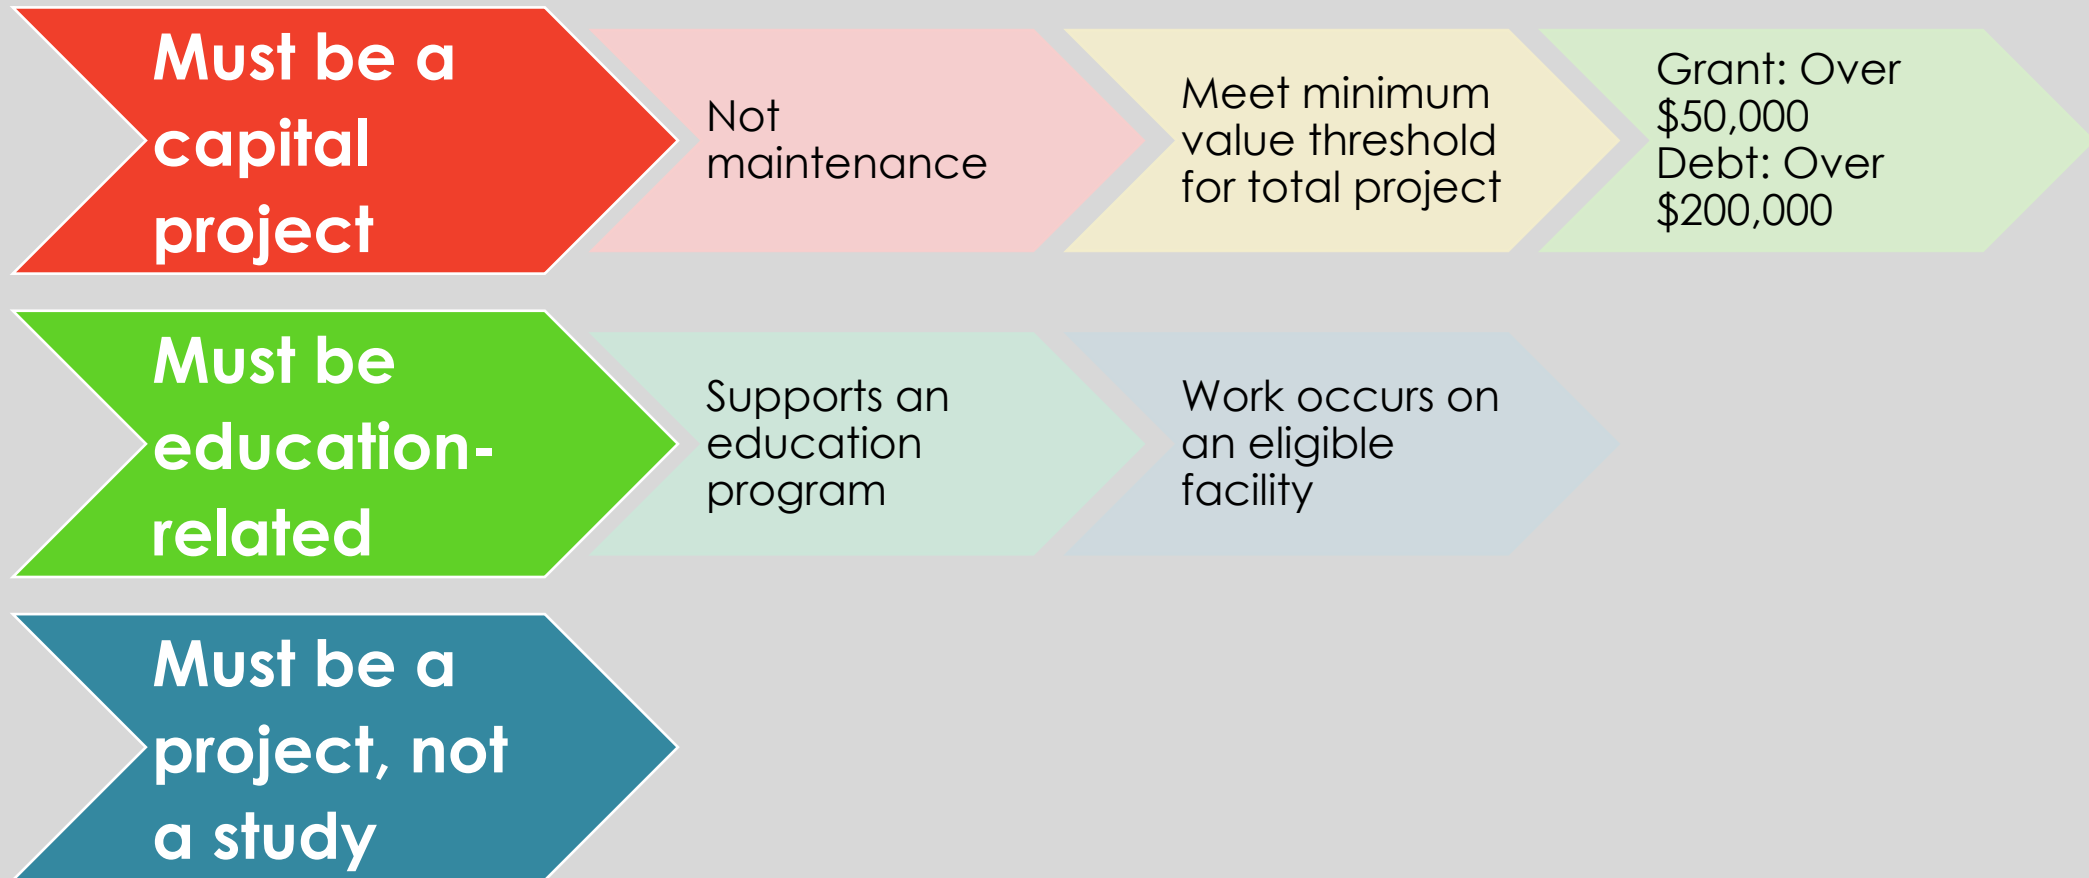 Must be a
capital
project
Not
maintenance
Meet minimum
value threshold
for total project
Grant: Over
$50,000
Debt: Over
$200,000
Must be
education-
related
Supports an
education
program
Work occurs on
an eligible
facility
Must be a
project, not
a study